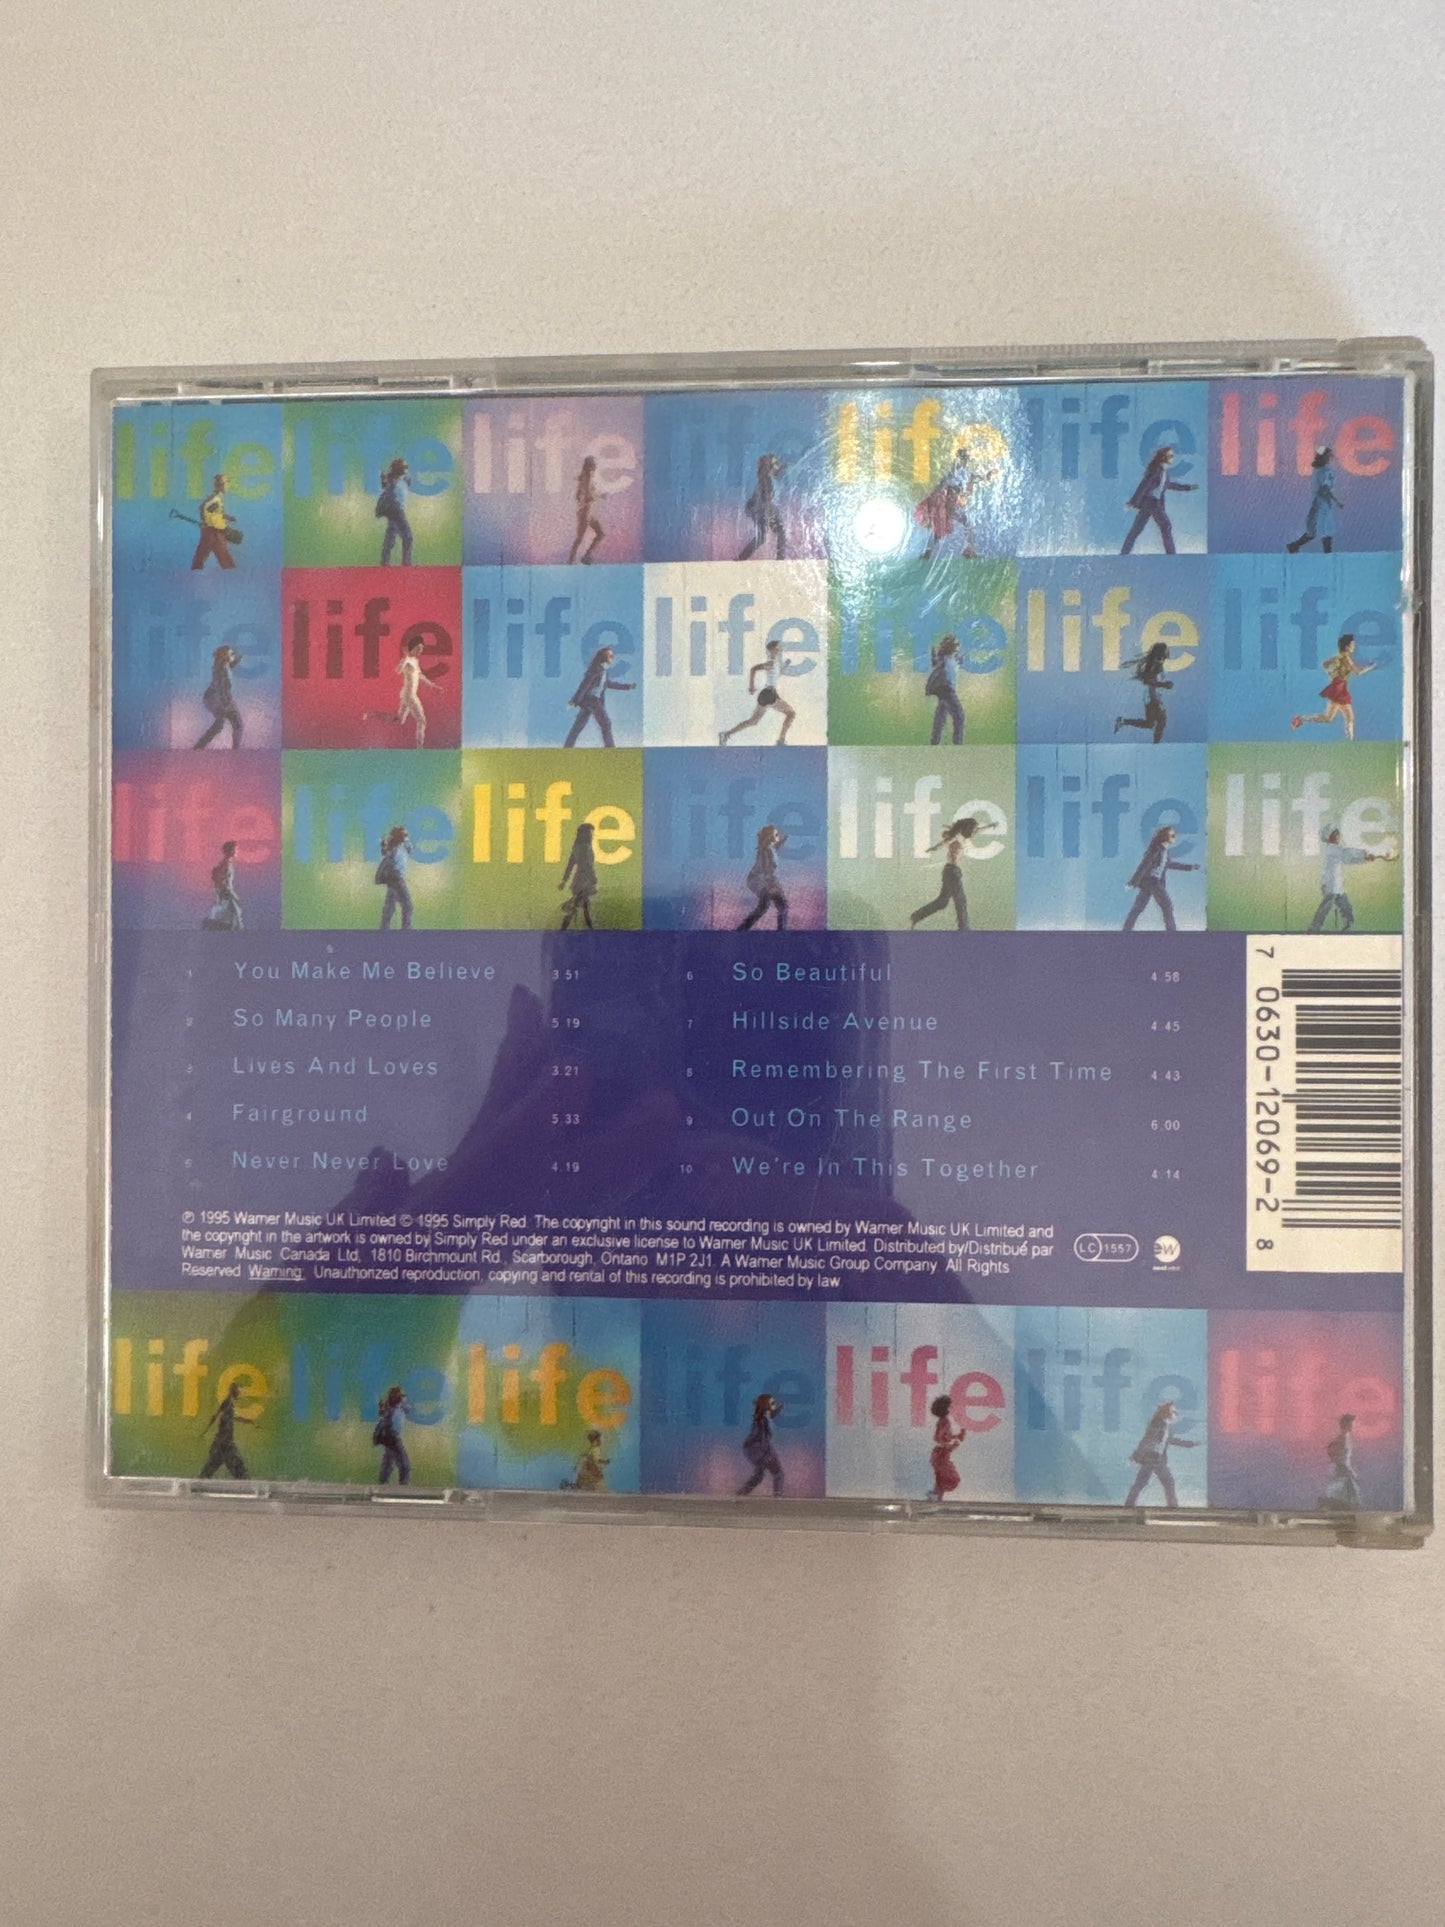 life life life life life life life
life life life life life life life
life life life life life life life
1 You Make Me Believe 3.51
2 So Many People 5.19
3 Lives And Loves 3.21
4 Fairground 5.33
5 Never Never Love 4.19
6 So Beautiful 4.58
7 Hillside Avenue 4.45
8 Remembering The First Time 4.43
9 Out On The Range 6.00
10 We're In This Together 4.14
℗ 1995 Warner Music UK Limited © 1995 Simply Red. The copyright in this sound recording is owned by Warner Music UK Limited and
the copyright in the artwork is owned by Simply Red under an exclusive license to Warner Music UK Limited. Distributed by/Distribué par
Warner Music Canada Ltd., 1810 Birchmount Rd., Scarborough, Ontario M1P 2J1. A Warner Music Group Company. All Rights
Reserved. Warning: Unauthorized reproduction, copying and rental of this recording is prohibited by law.
LC 1557
ew
7 0630-12069-2 8
life life life life life life life